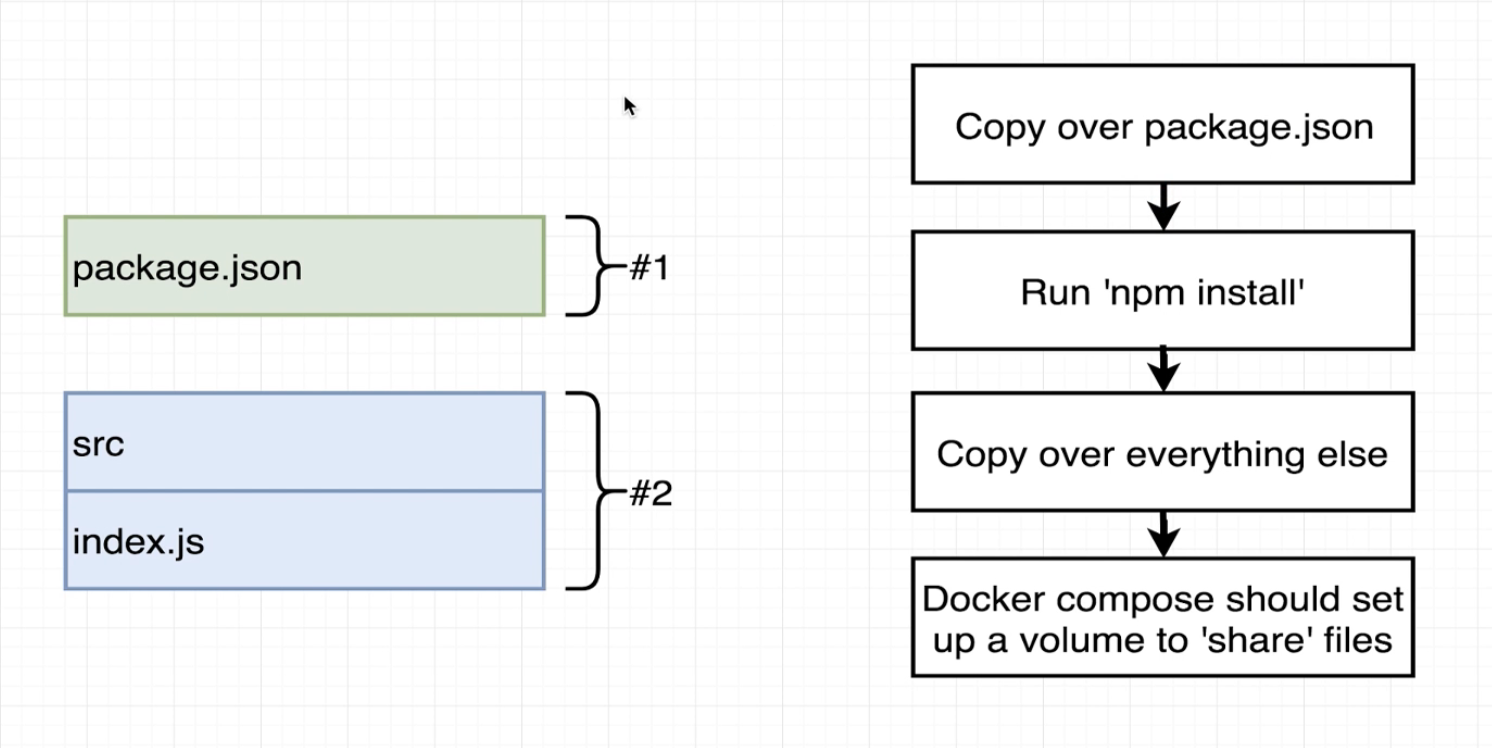 package.json
#1
src
index.js
#2
Copy over package.json
Run 'npm install'
Copy over everything else
Docker compose should set
up a volume to 'share' files